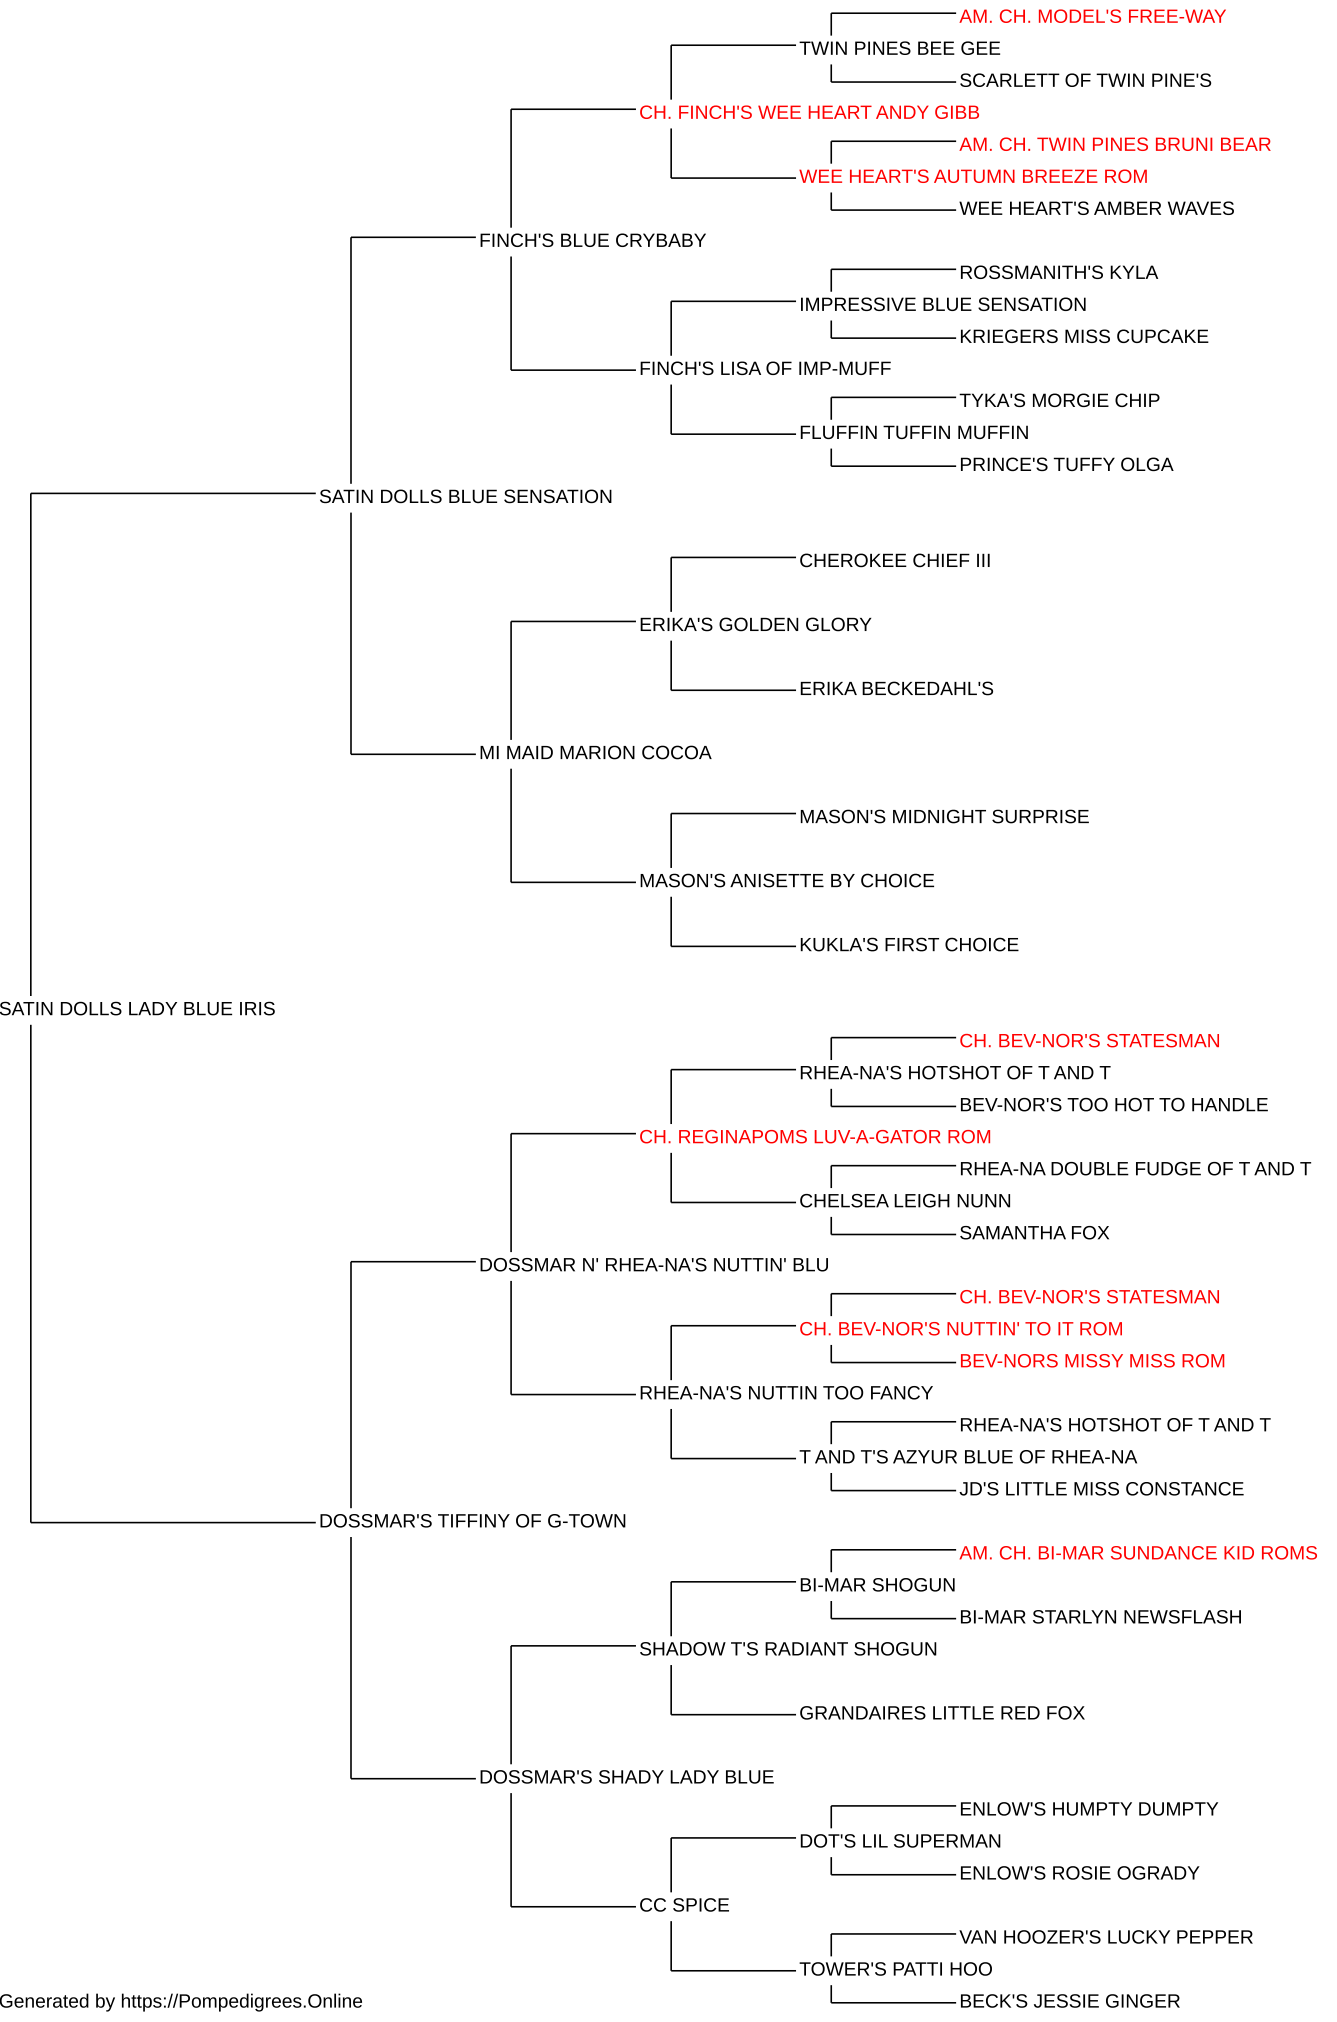 AM. CH. MODEL'S FREE-WAY
TWIN PINES BEE GEE
SCARLETT OF TWIN PINE'S
CH. FINCH'S WEE HEART ANDY GIBB
AM. CH. TWIN PINES BRUNI BEAR
WEE HEART'S AUTUMN BREEZE ROM
WEE HEART'S AMBER WAVES
FINCH'S BLUE CRYBABY
ROSSMANITH'S KYLA
IMPRESSIVE BLUE SENSATION
KRIEGERS MISS CUPCAKE
FINCH'S LISA OF IMP-MUFF
TYKA'S MORGIE CHIP
FLUFFIN TUFFIN MUFFIN
PRINCE'S TUFFY OLGA
SATIN DOLLS BLUE SENSATION
CHEROKEE CHIEF III
ERIKA'S GOLDEN GLORY
ERIKA BECKEDAHL'S
MI MAID MARION COCOA
MASON'S MIDNIGHT SURPRISE
MASON'S ANISETTE BY CHOICE
KUKLA'S FIRST CHOICE
SATIN DOLLS LADY BLUE IRIS
CH. BEV-NOR'S STATESMAN
RHEA-NA'S HOTSHOT OF T AND T
BEV-NOR'S TOO HOT TO HANDLE
CH. REGINAPOMS LUV-A-GATOR ROM
RHEA-NA DOUBLE FUDGE OF T AND T
CHELSEA LEIGH NUNN
SAMANTHA FOX
DOSSMAR N' RHEA-NA'S NUTTIN' BLU
CH. BEV-NOR'S STATESMAN
CH. BEV-NOR'S NUTTIN' TO IT ROM
BEV-NORS MISSY MISS ROM
RHEA-NA'S NUTTIN TOO FANCY
RHEA-NA'S HOTSHOT OF T AND T
T AND T'S AZYUR BLUE OF RHEA-NA
JD'S LITTLE MISS CONSTANCE
DOSSMAR'S TIFFINY OF G-TOWN
AM. CH. BI-MAR SUNDANCE KID ROMS
BI-MAR SHOGUN
BI-MAR STARLYN NEWSFLASH
SHADOW T'S RADIANT SHOGUN
GRANDAIRES LITTLE RED FOX
DOSSMAR'S SHADY LADY BLUE
ENLOW'S HUMPTY DUMPTY
DOT'S LIL SUPERMAN
ENLOW'S ROSIE OGRADY
CC SPICE
VAN HOOZER'S LUCKY PEPPER
TOWER'S PATTI HOO
BECK'S JESSIE GINGER
Generated by https://Pompedigrees.Online